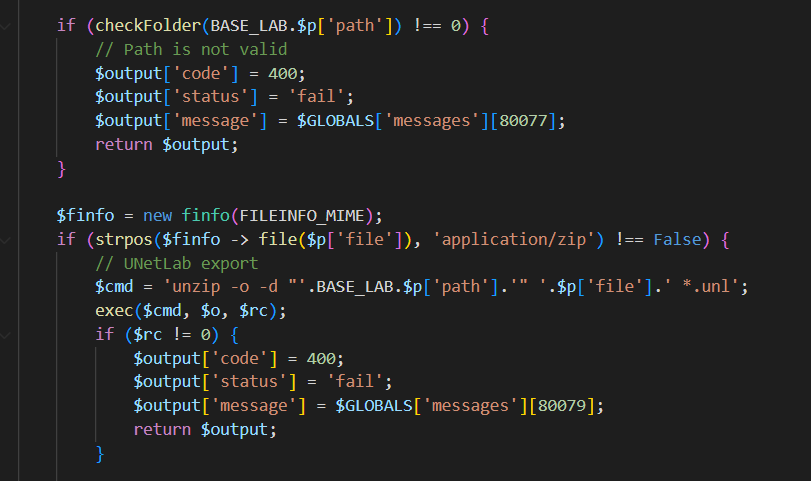 if (checkFolder(BASE_LAB.$p['path']) !== 0) {
// Path is not valid
$output['code'] = 400;
$output['status'] = 'fail';
$output['message'] = $GLOBALS['messages'][80077];
return $output;
}
$finfo = new finfo(FILEINFO_MIME);
if (strpos($finfo -> file($p['file']), 'application/zip') !== False) {
// UNetLab export
$cmd = 'unzip -o -d "'.BASE_LAB.$p['path'].'" '.$p['file'].' *.unl';
exec($cmd, $o, $rc);
if ($rc != 0) {
$output['code'] = 400;
$output['status'] = 'fail';
$output['message'] = $GLOBALS['messages'][80079];
return $output;
}